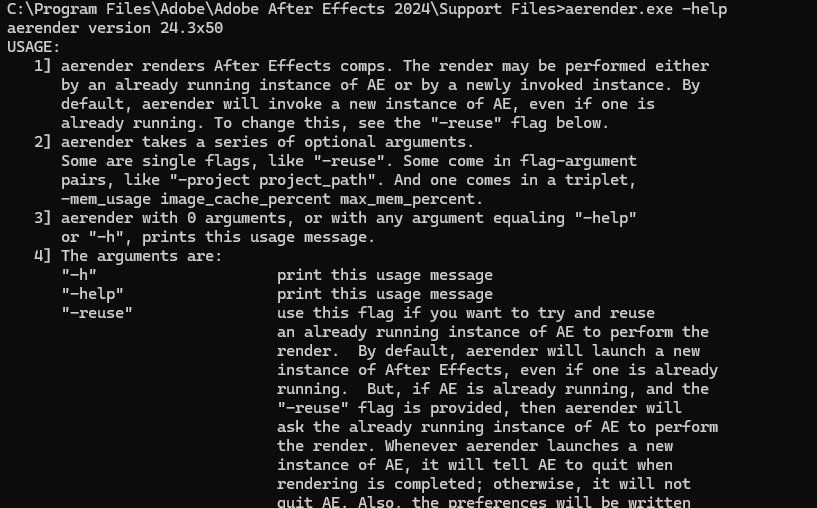 C:\Program Files\Adobe\Adobe After Effects 2024\Support Files>aerender.exe -help
aerender version 24.3x50
USAGE:
   1] aerender renders After Effects comps. The render may be performed either
      by an already running instance of AE or by a newly invoked instance. By
      default, aerender will invoke a new instance of AE, even if one is
      already running. To change this, see the "-reuse" flag below.
   2] aerender takes a series of optional arguments.
      Some are single flags, like "-reuse". Some come in flag-argument
      pairs, like "-project project_path". And one comes in a triplet,
      -mem_usage image_cache_percent max_mem_percent.
   3] aerender with 0 arguments, or with any argument equaling "-help"
      or "-h", prints this usage message.
   4] The arguments are:
      "-h"                    print this usage message
      "-help"                 print this usage message
      "-reuse"                use this flag if you want to try and reuse
                              an already running instance of AE to perform the
                              render.  By default, aerender will launch a new
                              instance of After Effects, even if one is already
                              running.  But, if AE is already running, and the
                              "-reuse" flag is provided, then aerender will
                              ask the already running instance of AE to perform
                              the render. Whenever aerender launches a new
                              instance of AE, it will tell AE to quit when
                              rendering is completed; otherwise, it will not
                              quit AE. Also, the preferences will be written